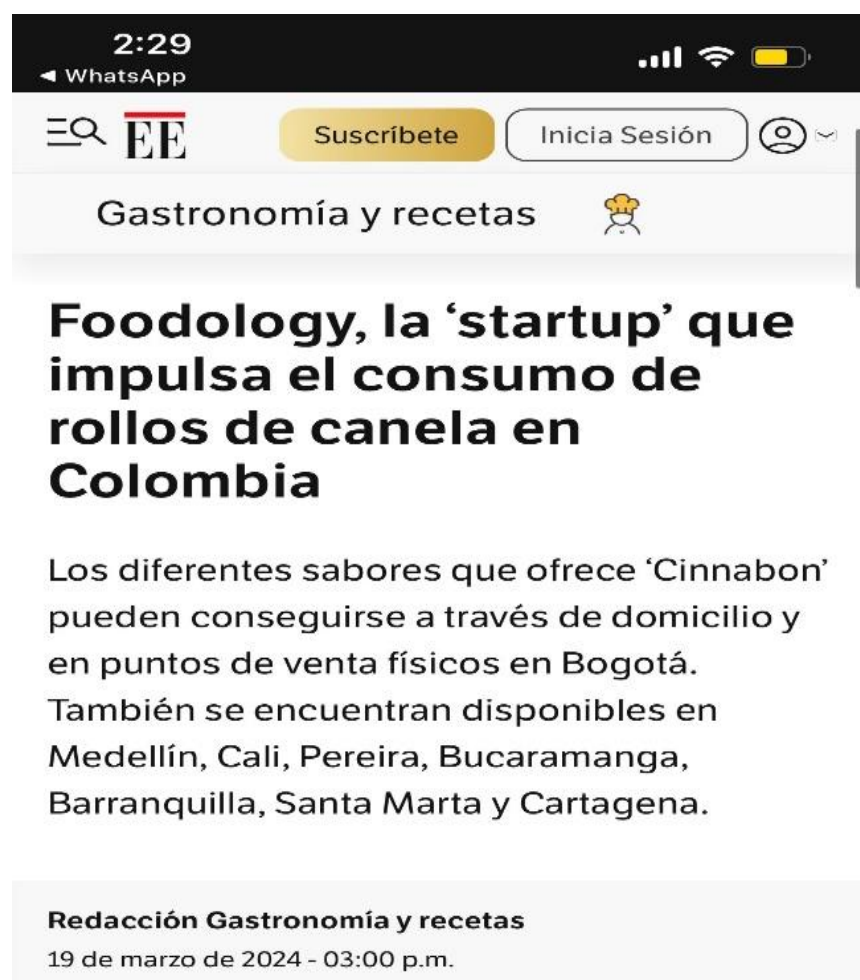 2:29
◀ WhatsApp
EE
Suscríbete
Inicia Sesión
Gastronomía y recetas
Foodology, la ‘startup’ que
impulsa el consumo de
rollos de canela en
Colombia
Los diferentes sabores que ofrece ‘Cinnabon’
pueden conseguirse a través de domicilio y
en puntos de venta físicos en Bogotá.
También se encuentran disponibles en
Medellín, Cali, Pereira, Bucaramanga,
Barranquilla, Santa Marta y Cartagena.
Redacción Gastronomía y recetas
19 de marzo de 2024 - 03:00 p.m.